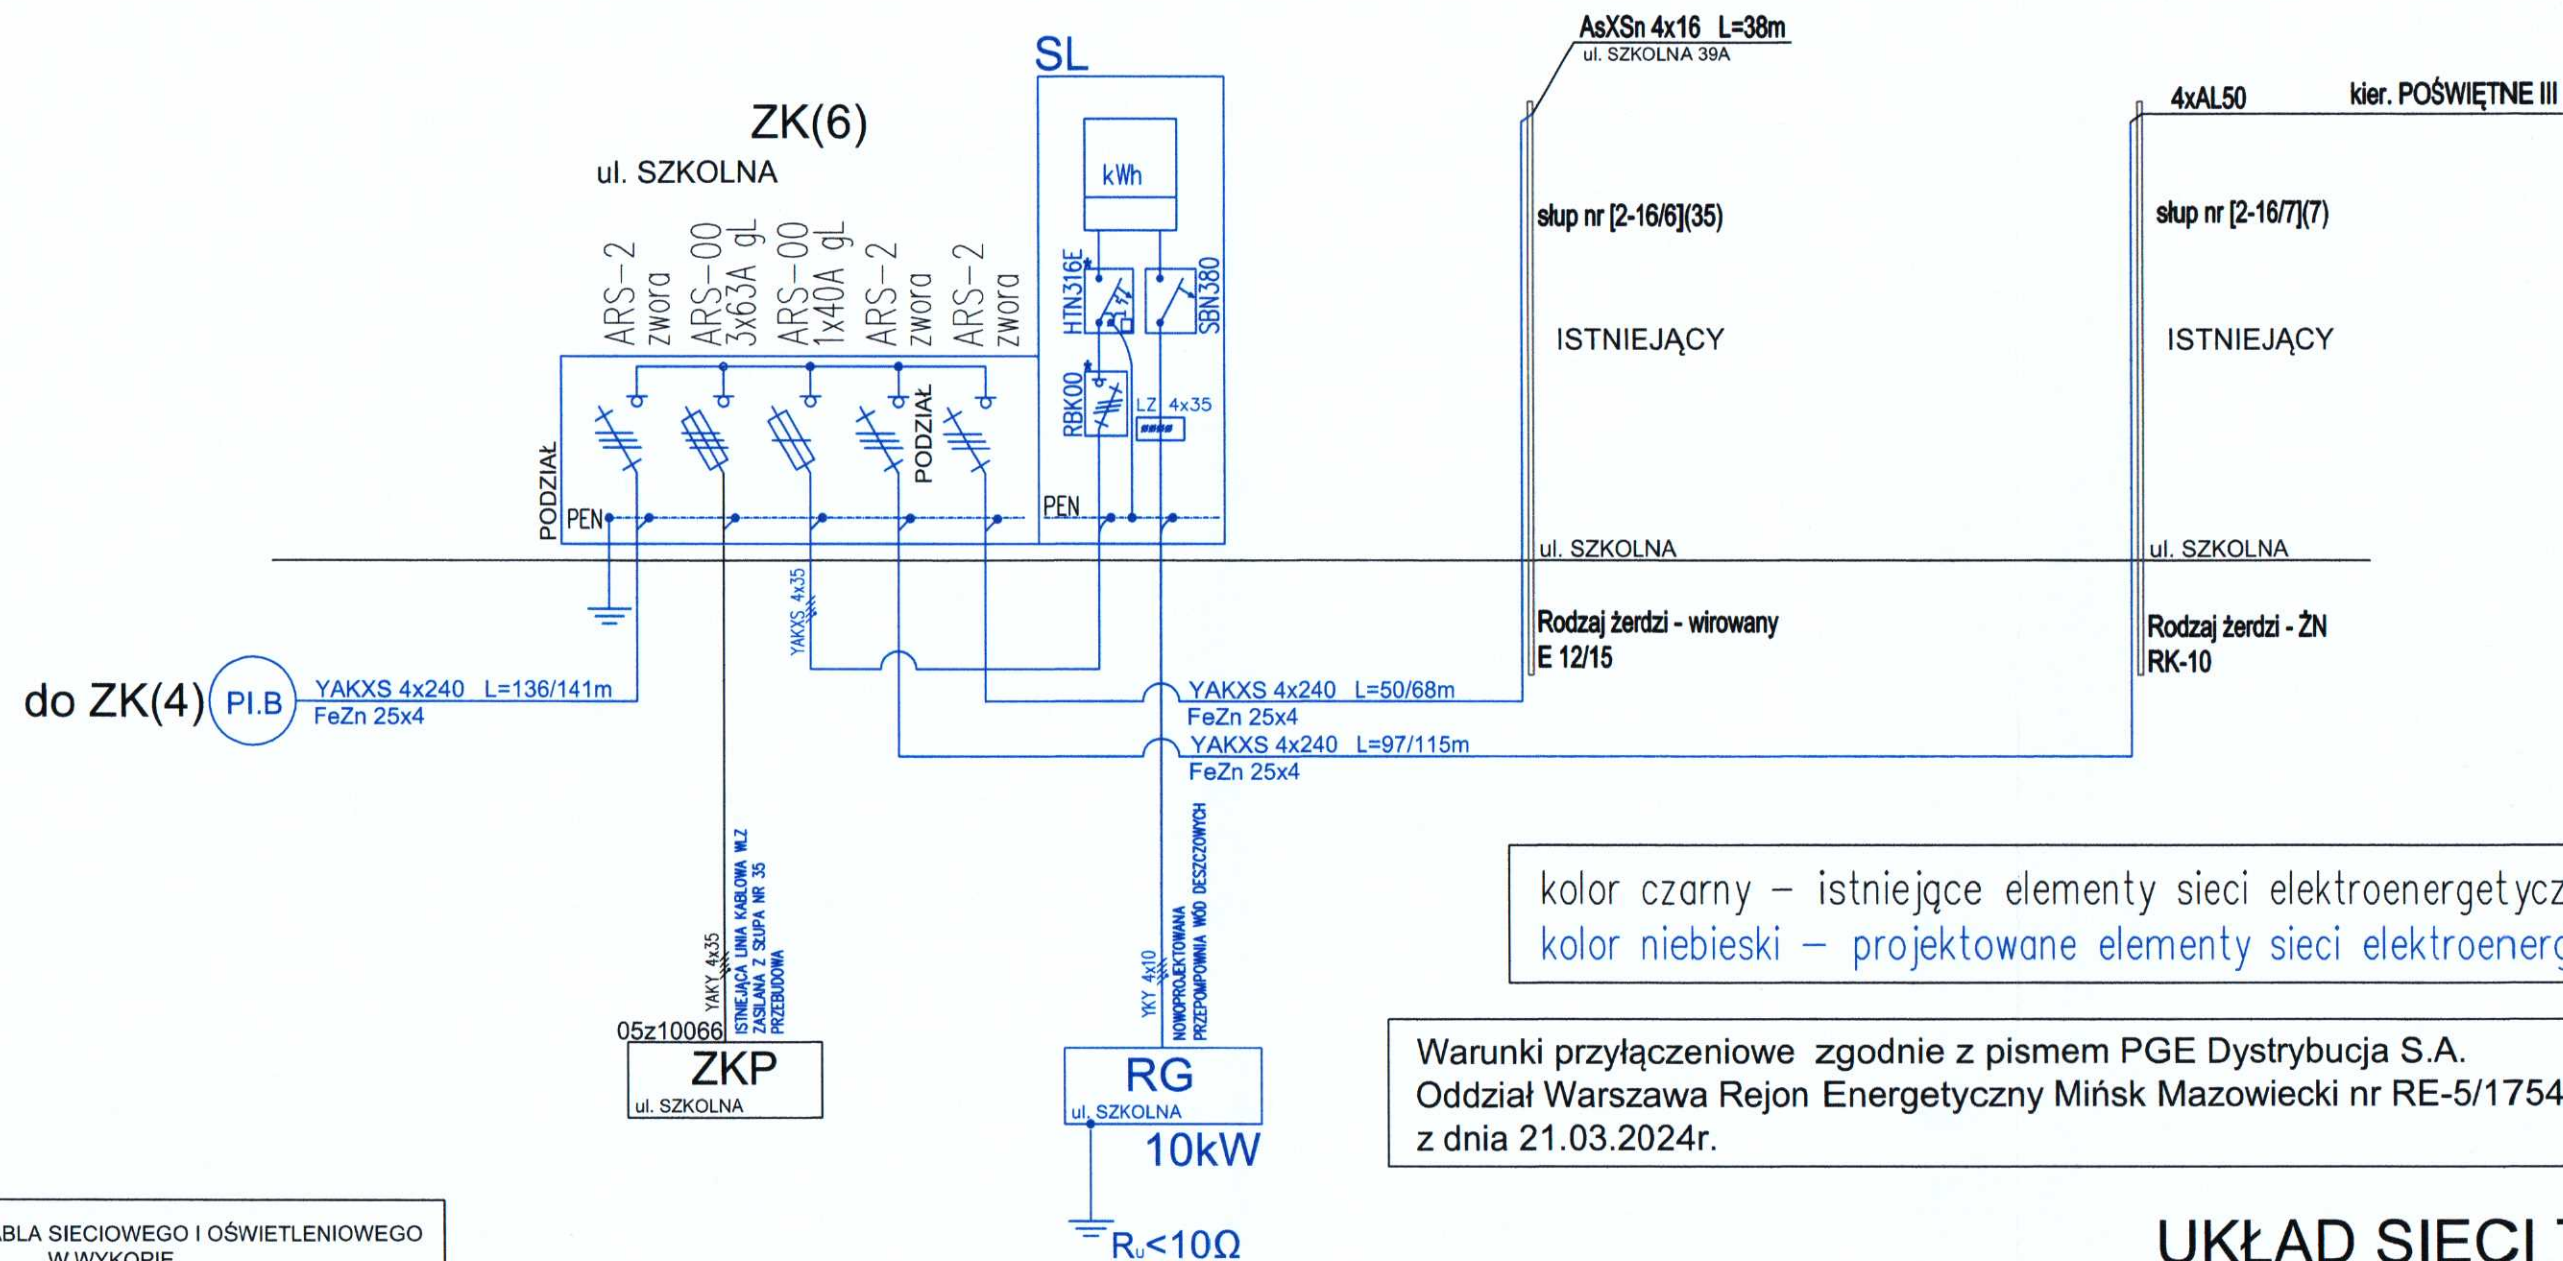 AsXSn 4x16 L=38m
ul. SZKOLNA 39A
SL
4xAL50
kier. POŚWIĘTNE III
ZK(6)
ul. SZKOLNA
kWh
słup nr [2-16/6](35)
słup nr [2-16/7](7)
ARS-2
zwora
ARS-00
3x63A gL
ARS-00
1x40A gL
ARS-2
zwora
ARS-2
zwora
HTN316E
*
SBN380
ISTNIEJĄCY
ISTNIEJĄCY
RBK00
*
LZ 4x35
PODZIAŁ
PODZIAŁ
PEN
PEN
ul. SZKOLNA
ul. SZKOLNA
YAKXS 4x35
Rodzaj żerdzi - wirowany
E 12/15
Rodzaj żerdzi - ŻN
RK-10
do ZK(4)
PI.B
YAKXS 4x240 L=136/141m
FeZn 25x4
YAKXS 4x240 L=50/68m
FeZn 25x4
YAKXS 4x240 L=97/115m
FeZn 25x4
YAKY 4x35
ISTNIEJĄCA LINIA KABLOWA WLZ
ZASILANA Z SŁUPA NR 35
PRZEBUDOWA
YKY 4x10
NOWOPROJEKTOWANA
PRZEPOMPOWNIA WÓD DESZCZOWYCH
kolor czarny – istniejące elementy sieci elektroenergetycz
kolor niebieski – projektowane elementy sieci elektroenerg
05z10066
ZKP
ul. SZKOLNA
RG
ul. SZKOLNA
10kW
Ru<10Ω
Warunki przyłączeniowe zgodnie z pismem PGE Dystrybucja S.A.
Oddział Warszawa Rejon Energetyczny Mińsk Mazowiecki nr RE-5/1754
z dnia 21.03.2024r.
ABLA SIECIOWEGO I OŚWIETLENIOWEGO
W WYKOPIE
UKŁAD SIECI T